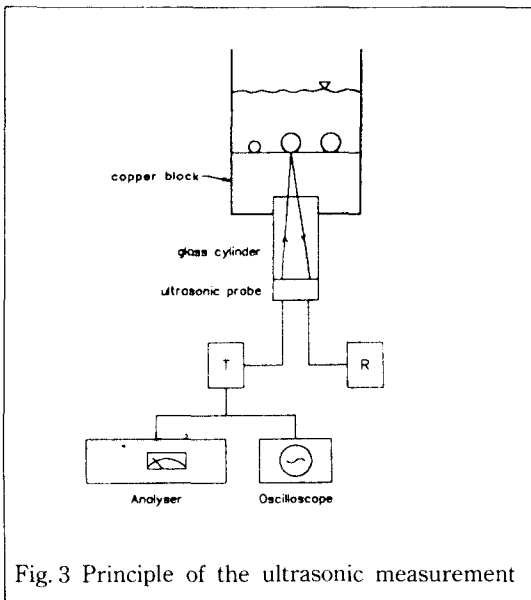 copper block
glass cylinder
ultrasonic probe
T
R
Analyser
Oscilloscope
Fig. 3 Principle of the ultrasonic measurement